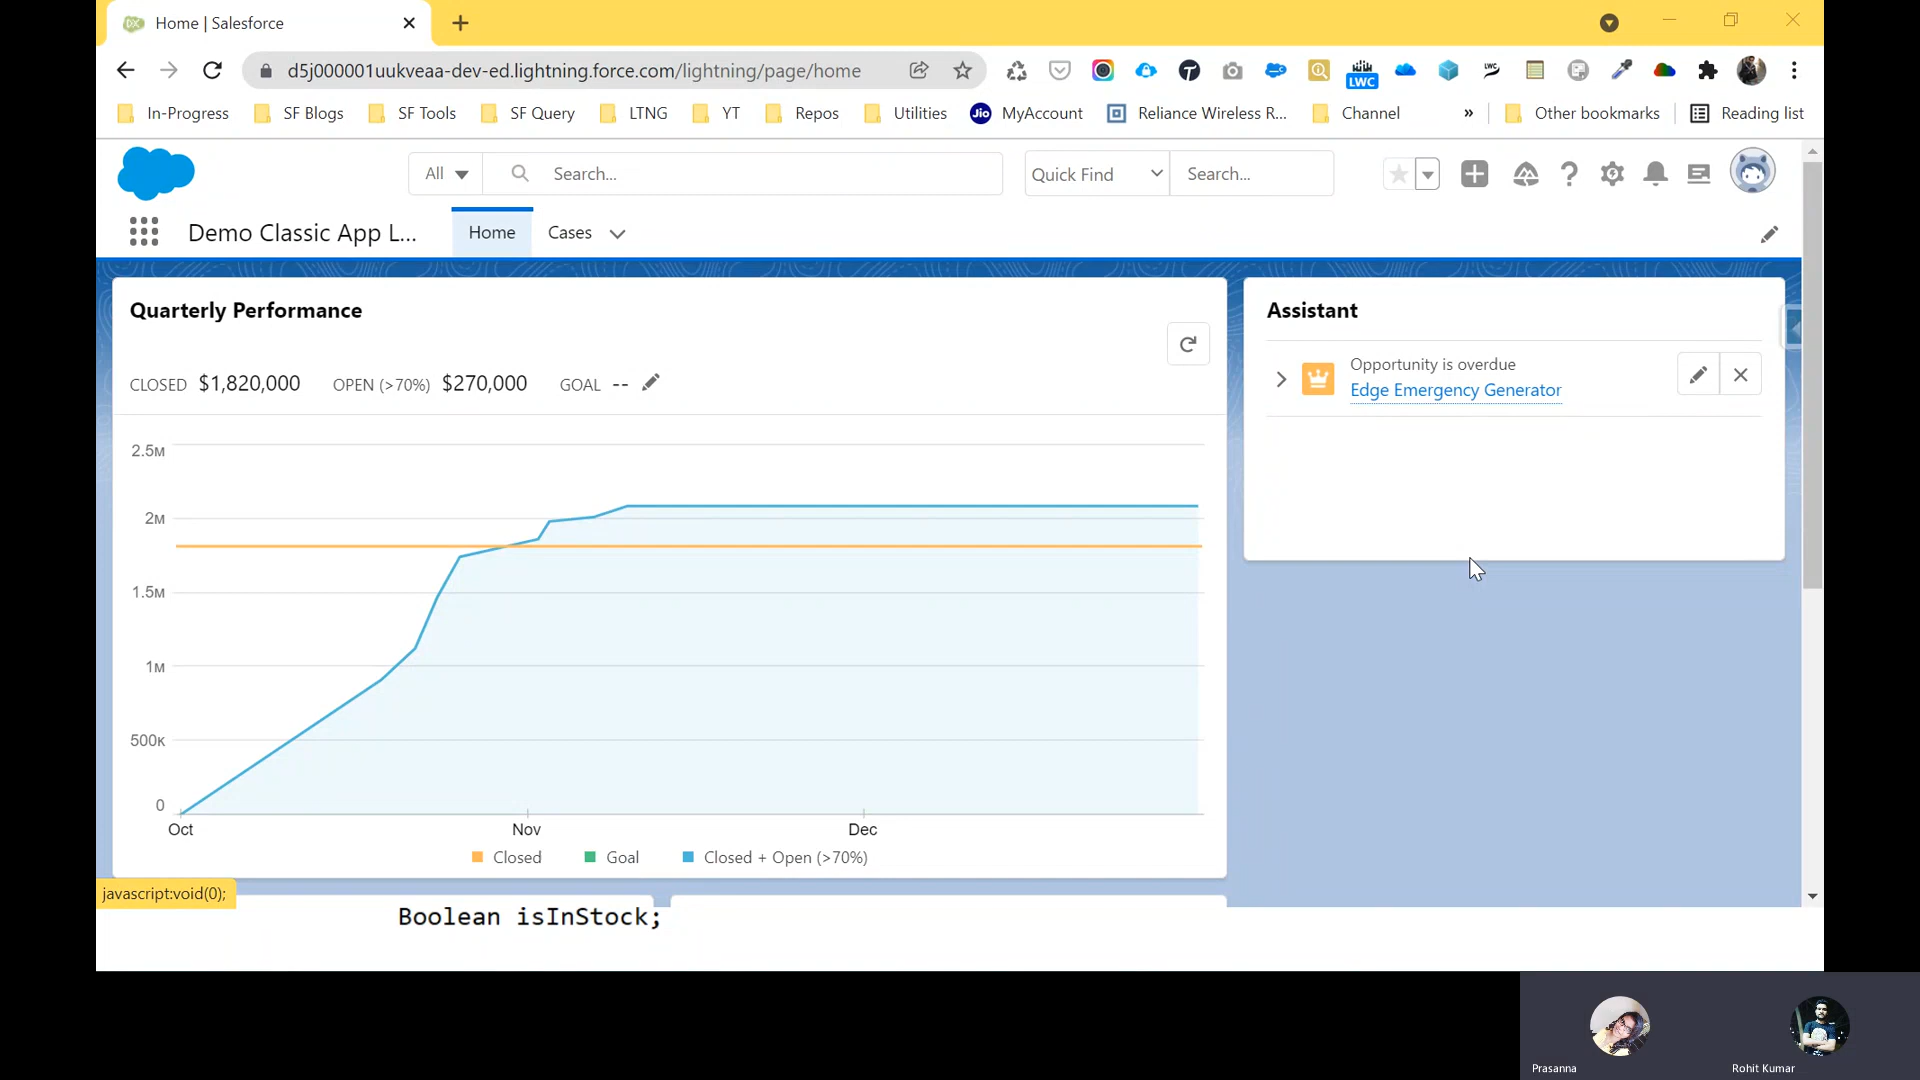 Home | Salesforce
d5j000001uukveaa-dev-ed.lightning.force.com/lightning/page/home
LWC
LWC
In-Progress
SF Blogs
SF Tools
SF Query
LTNG
YT
Repos
Utilities
Jio
MyAccount
Reliance Wireless R...
Channel
»
Other bookmarks
Reading list
All
Search...
Quick Find
Search...
Demo Classic App L...
Home
Cases
Quarterly Performance
CLOSED $1,820,000 OPEN (>70%) $270,000 GOAL --
2.5M
2M
1.5M
1M
500K
0
Oct
Nov
Dec
Closed
Goal
Closed + Open (>70%)
Assistant
Opportunity is overdue
Edge Emergency Generator
javascript:void(0);
Boolean isInStock;
Prasanna
Rohit Kumar